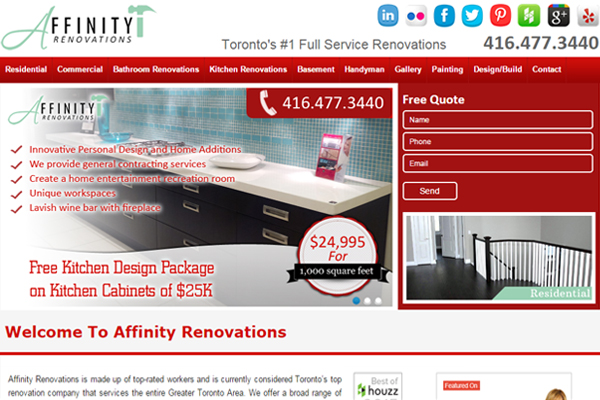 AFFINITY
RENOVATIONS
Toronto's #1 Full Service Renovations
416.477.3440
Residential Commercial Bathroom Renovations Kitchen Renovations Basement Handyman Gallery Painting Design/Build Contact
AFFINITY
RENOVATIONS
416.477.3440
Innovative Personal Design and Home Additions
We provide general contracting services
Create a home entertainment recreation room
Unique workspaces
Lavish wine bar with fireplace
$24,995
For
1,000 square feet
Free Kitchen Design Package
on Kitchen Cabinets of $25K
Free Quote
Name
Phone
Email
Send
Residential
Welcome To Affinity Renovations
Affinity Renovations is made up of top-rated workers and is currently considered Toronto's top
renovation company that services the entire Greater Toronto Area. We offer a broad range of
Best of
houzz
Featured On